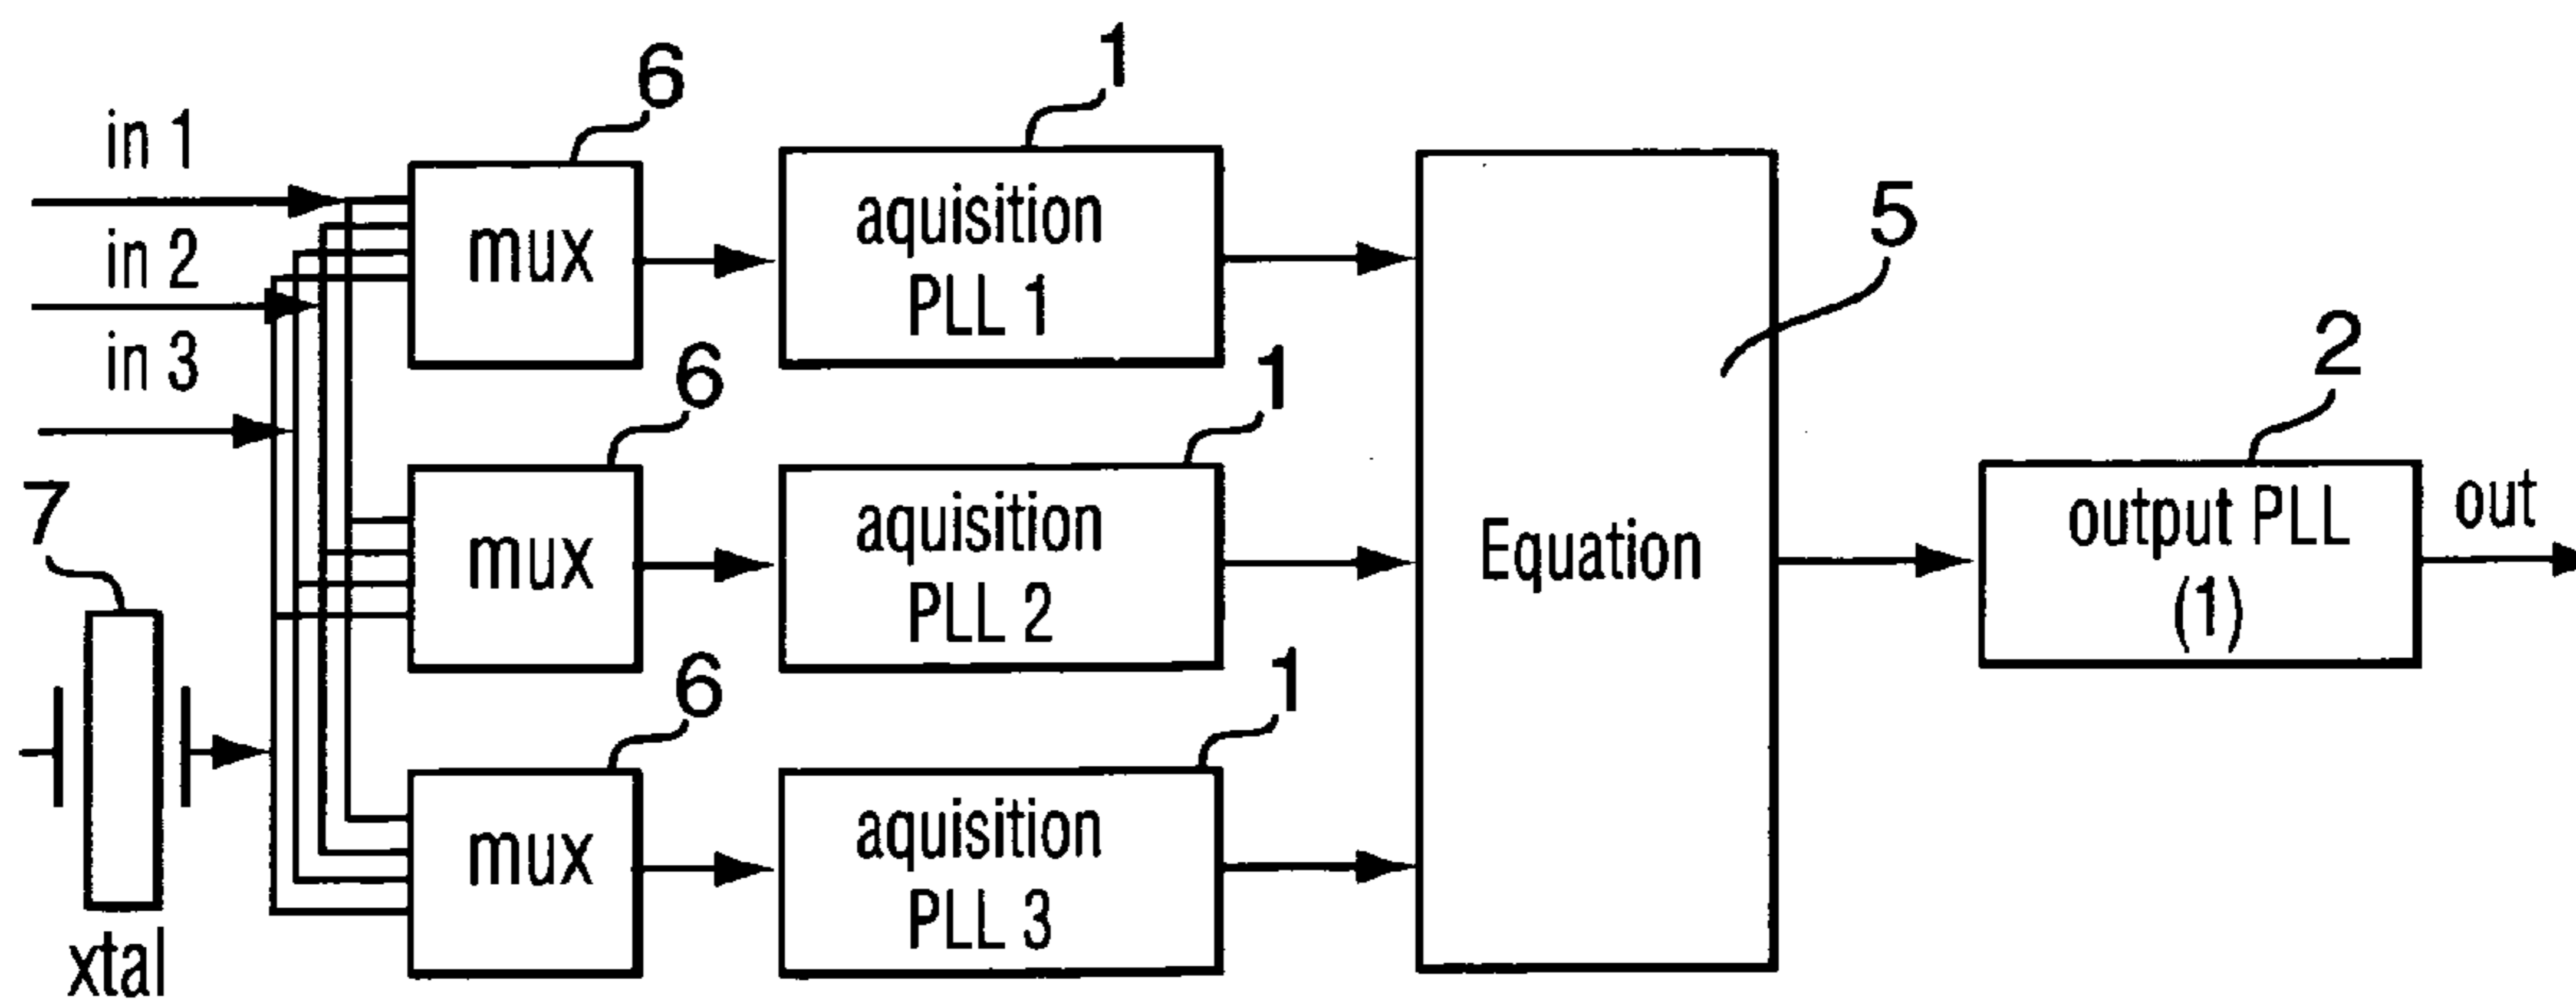 6
1
in 1
mux
aquisition
PLL 1
in 2
in 3
5
6
1
2
7
mux
aquisition
PLL 2
Equation
output PLL
(1)
out
6
1
mux
aquisition
PLL 3
xtal